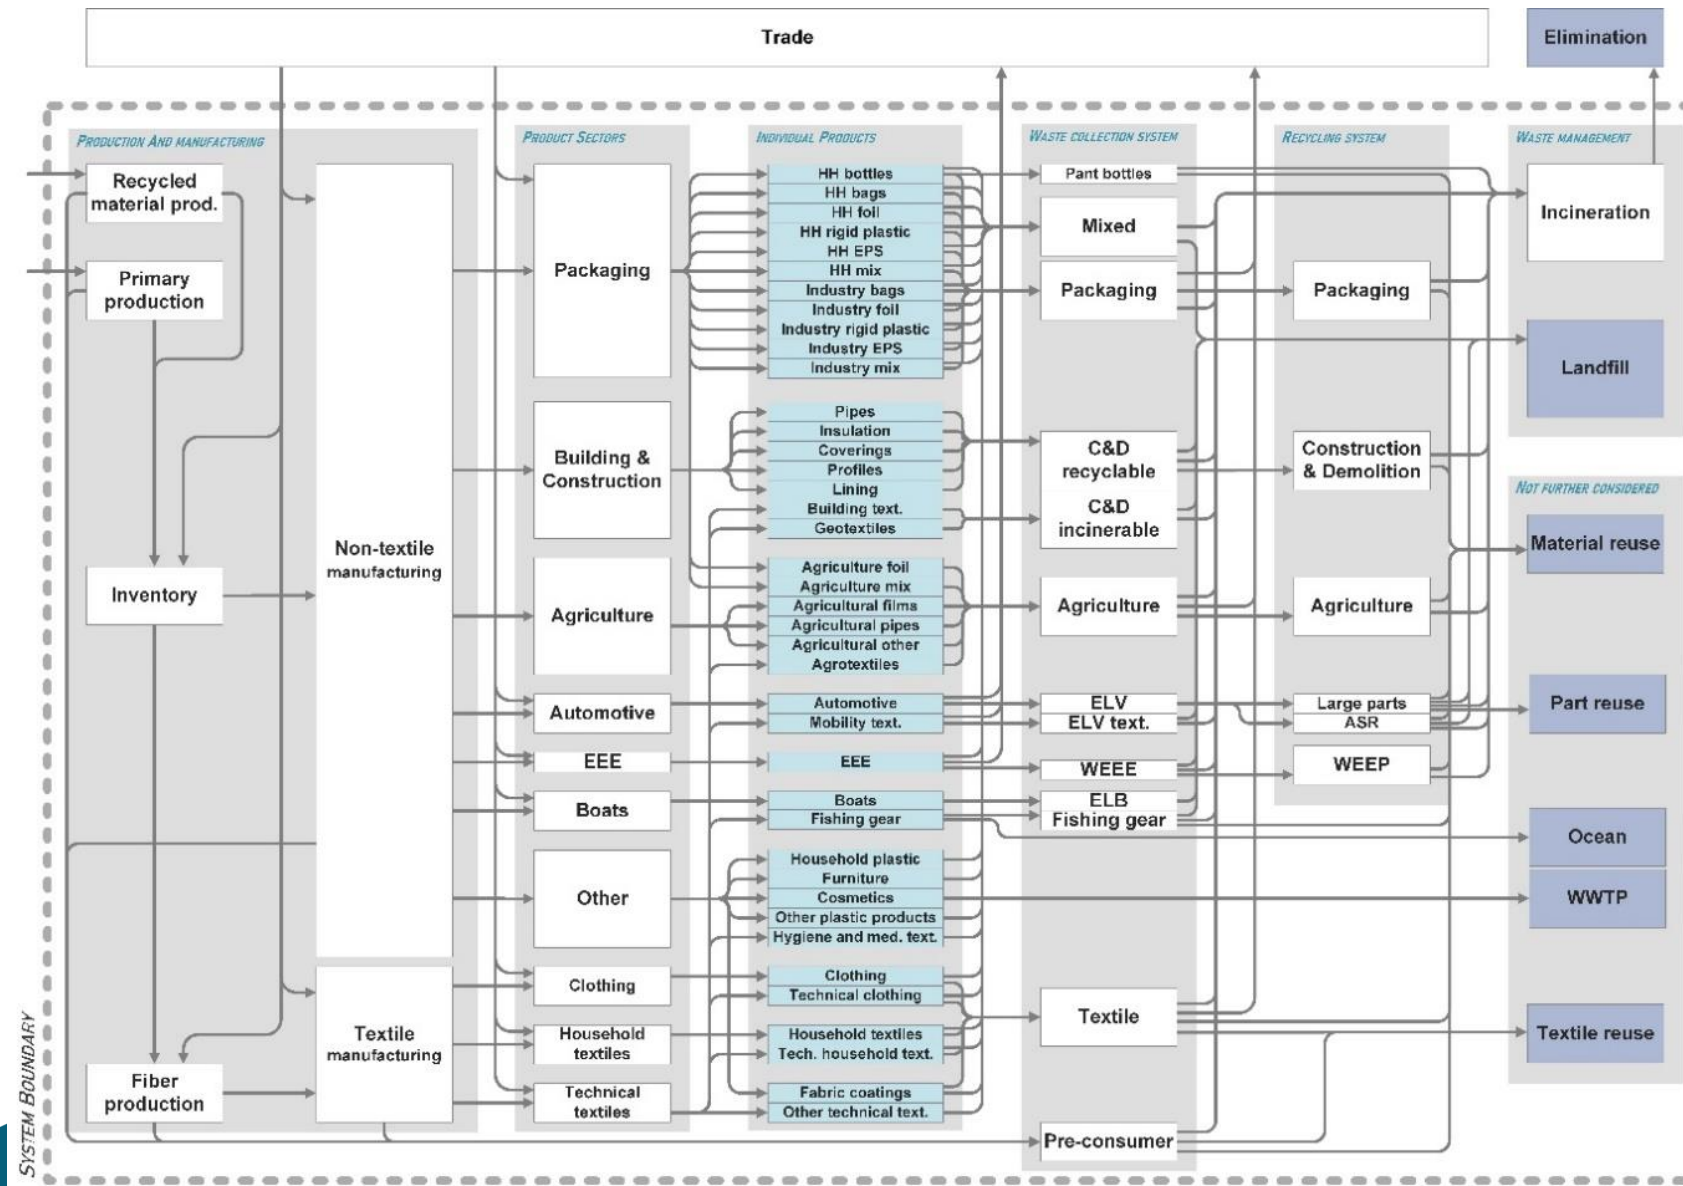 Trade
Elimination
PRODUCTION AND MANUFACTURING
Recycled
material prod.
Primary
production
Inventory
Fiber
production
Non-textile
manufacturing
Textile
manufacturing
PRODUCT SECTORS
Packaging
Building &
Construction
Agriculture
Automotive
EEE
Boats
Other
Clothing
Household
textiles
Technical
textiles
INDIVIDUAL PRODUCTS
HH bottles
HH bags
HH foil
HH rigid plastic
HH EPS
HH mix
Industry bags
Industry foil
Industry rigid plastic
Industry EPS
Industry mix
Pipes
Insulation
Coverings
Profiles
Lining
Building text.
Geotextiles
Agriculture foil
Agriculture mix
Agricultural films
Agricultural pipes
Agricultural other
Agrotextiles
Automotive
Mobility text.
EEE
Boats
Fishing gear
Household plastic
Furniture
Cosmetics
Other plastic products
Hygiene and med. text.
Clothing
Technical clothing
Household textiles
Tech. household text.
Fabric coatings
Other technical text.
WASTE COLLECTION SYSTEM
Pant bottles
Mixed
Packaging
C&D
recyclable
C&D
incinerable
Agriculture
ELV
ELV text.
WEEE
ELB
Fishing gear
Textile
Pre-consumer
RECYCLING SYSTEM
Packaging
Construction
& Demolition
Agriculture
Large parts
ASR
WEEP
WASTE MANAGEMENT
Incineration
Landfill
NOT FURTHER CONSIDERED
Material reuse
Part reuse
Ocean
WWTP
Textile reuse
SYSTEM BOUNDARY